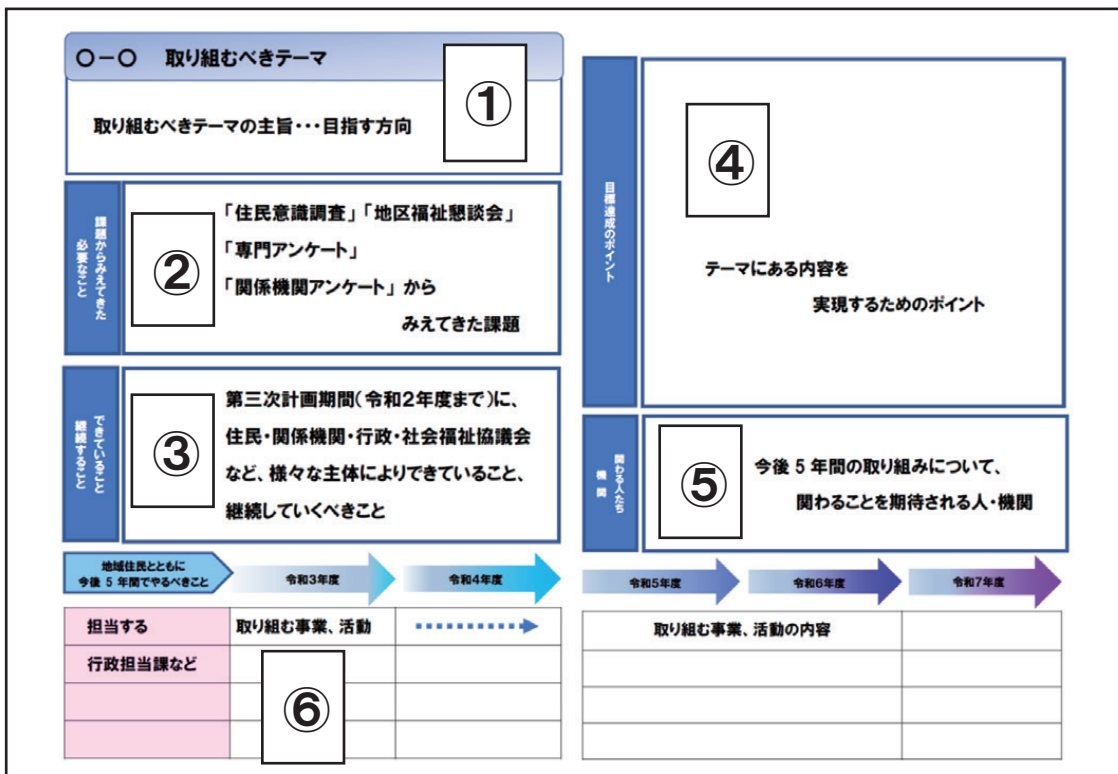 〇－〇　取り組むべきテーマ
①
取り組むべきテーマの主旨・・・目指す方向
課題からみえてきた
必要なこと
②
「住民意識調査」「地区福祉懇談会」
「専門アンケート」
「関係機関アンケート」から
みえてきた課題
できていること
継続すること
③
第三次計画期間（令和２年度まで）に、
住民・関係機関・行政・社会福祉協議会
など、様々な主体によりできていること、
継続していくべきこと
目標達成のポイント
④
テーマにある内容を
実現するためのポイント
関わる人たち
機関
⑤
今後 5 年間の取り組みについて、
関わることを期待される人・機関
地域住民とともに
今後 5 年間でやるべきこと
令和3年度
令和4年度
令和5年度
令和6年度
令和7年度
担当する
取り組む事業、活動
取り組む事業、活動の内容
行政担当課など
⑥